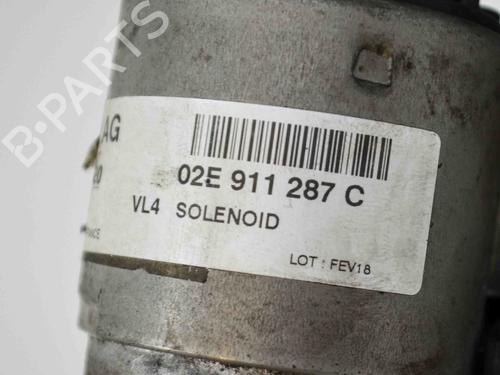 B-PARTS
AG
02E 911 287 C
VL4 SOLENOID
LOT : FEV18